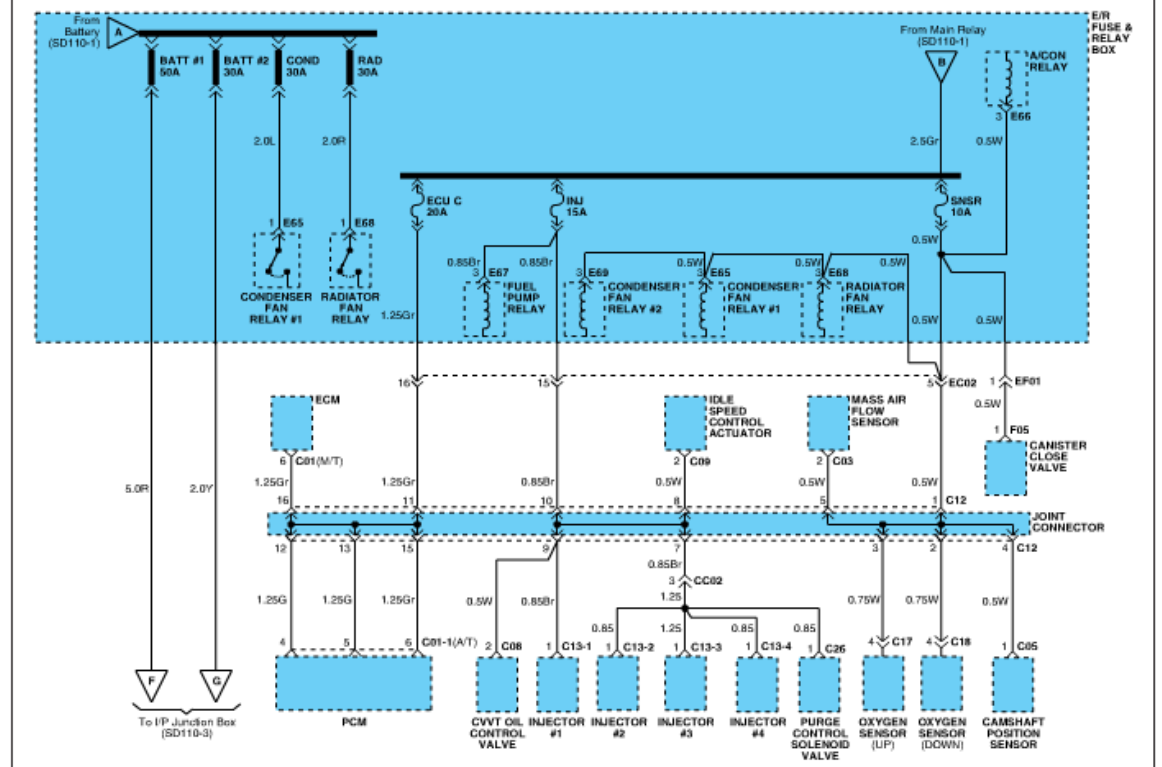 From
Battery
(SD110-1)
A
E/R
FUSE &
RELAY
BOX
From Main Relay
(SD110-1)
B
A/CON
RELAY
BATT #1
50A
BATT #2
30A
COND
30A
RAD
30A
3 E66
2.0L
2.0R
2.5Gr
0.5W
ECU C
20A
INJ
15A
SNSR
10A
1 E65
1 E68
0.5W
0.85Br
0.85Br
0.5W
0.5W
0.5W
3 E67
3 E69
3 E65
3 E68
CONDENSER
FAN
RELAY #1
RADIATOR
FAN
RELAY
FUEL
PUMP
RELAY
CONDENSER
FAN
RELAY #2
CONDENSER
FAN
RELAY #1
RADIATOR
FAN
RELAY
1.25Gr
0.5W
0.5W
16
15
5 EC02
1 EF01
ECM
IDLE
SPEED
CONTROL
ACTUATOR
MASS AIR
FLOW
SENSOR
0.5W
1 F05
CANISTER
CLOSE
VALVE
6 C01(M/T)
2 C09
2 C03
5.0R
2.0Y
1.25Gr
1.25Gr
0.85Br
0.5W
0.5W
0.5W
16
11
10
8
5
1 C12
JOINT
CONNECTOR
12
13
15
9
7
3
2
4 C12
0.85Br
3 CC02
1.25G
1.25G
1.25Gr
0.5W
0.85Br
1.25
0.75W
0.75W
0.5W
0.85
1.25
0.85
0.85
4
5
6 C01-1(A/T)
2 C08
1 C13-1
1 C13-2
1 C13-3
1 C13-4
1 C26
4 C17
4 C18
1 C05
F
G
To I/P Junction Box
(SD110-3)
PCM
CVVT OIL
CONTROL
VALVE
INJECTOR
#1
INJECTOR
#2
INJECTOR
#3
INJECTOR
#4
PURGE
CONTROL
SOLENOID
VALVE
OXYGEN
SENSOR
(UP)
OXYGEN
SENSOR
(DOWN)
CAMSHAFT
POSITION
SENSOR